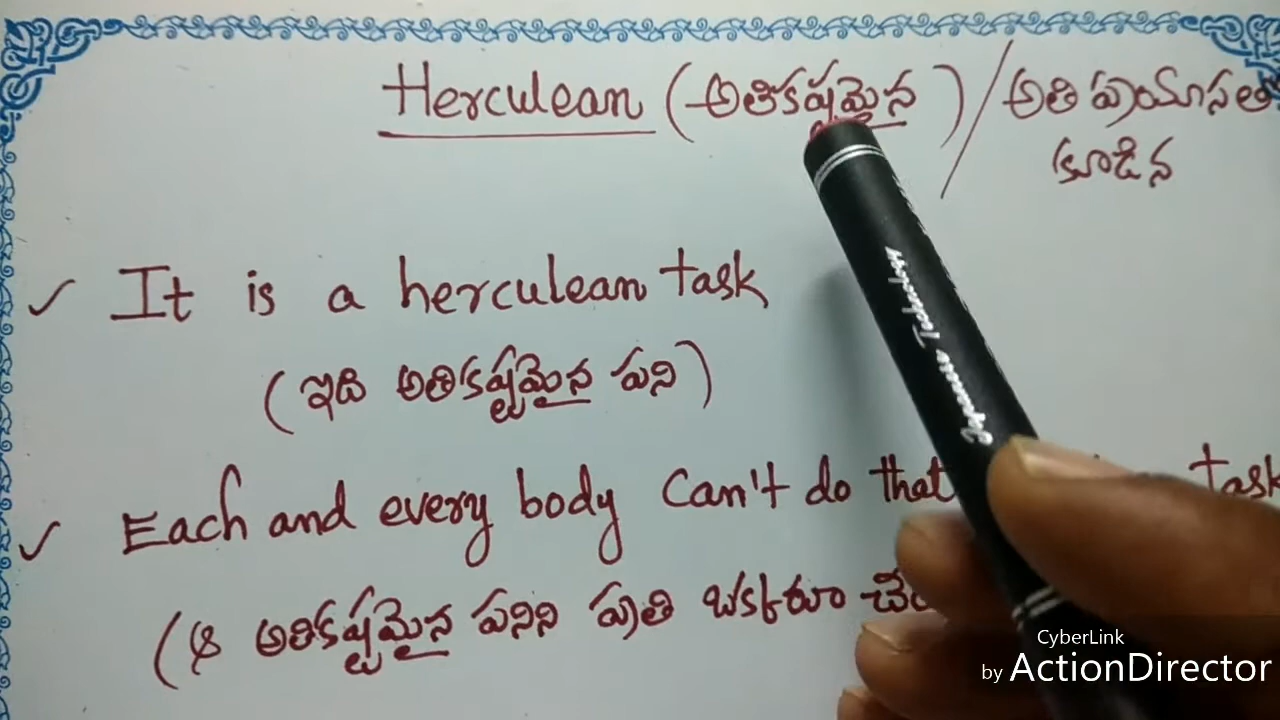 Herculean (అతికష్టమైన) / అతి ప్రయాసతో
కూడిన
✓ It is a herculean task
(ఇది అతికష్టమైన పని)
✓ Each and every body can't do that task
(ఆ అతికష్టమైన పనిని ప్రతి ఒక్కరూ
CyberLink
by ActionDirector